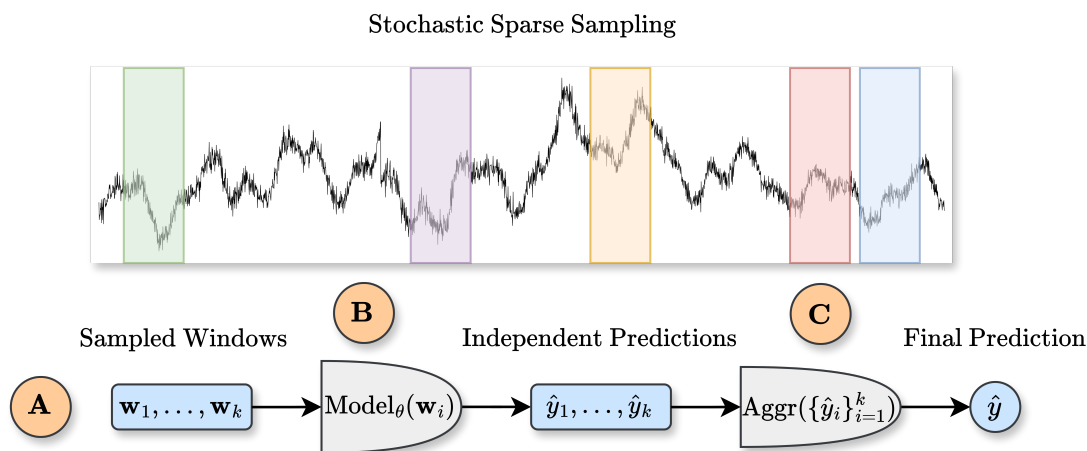 Stochastic Sparse Sampling
B
C
Sampled Windows
Independent Predictions
Final Prediction
A
w₁, . . . , wₖ
Modelθ(wᵢ)
ŷ₁, . . . , ŷₖ
Aggr({ŷᵢ}ᵏᵢ₌₁)
ŷ